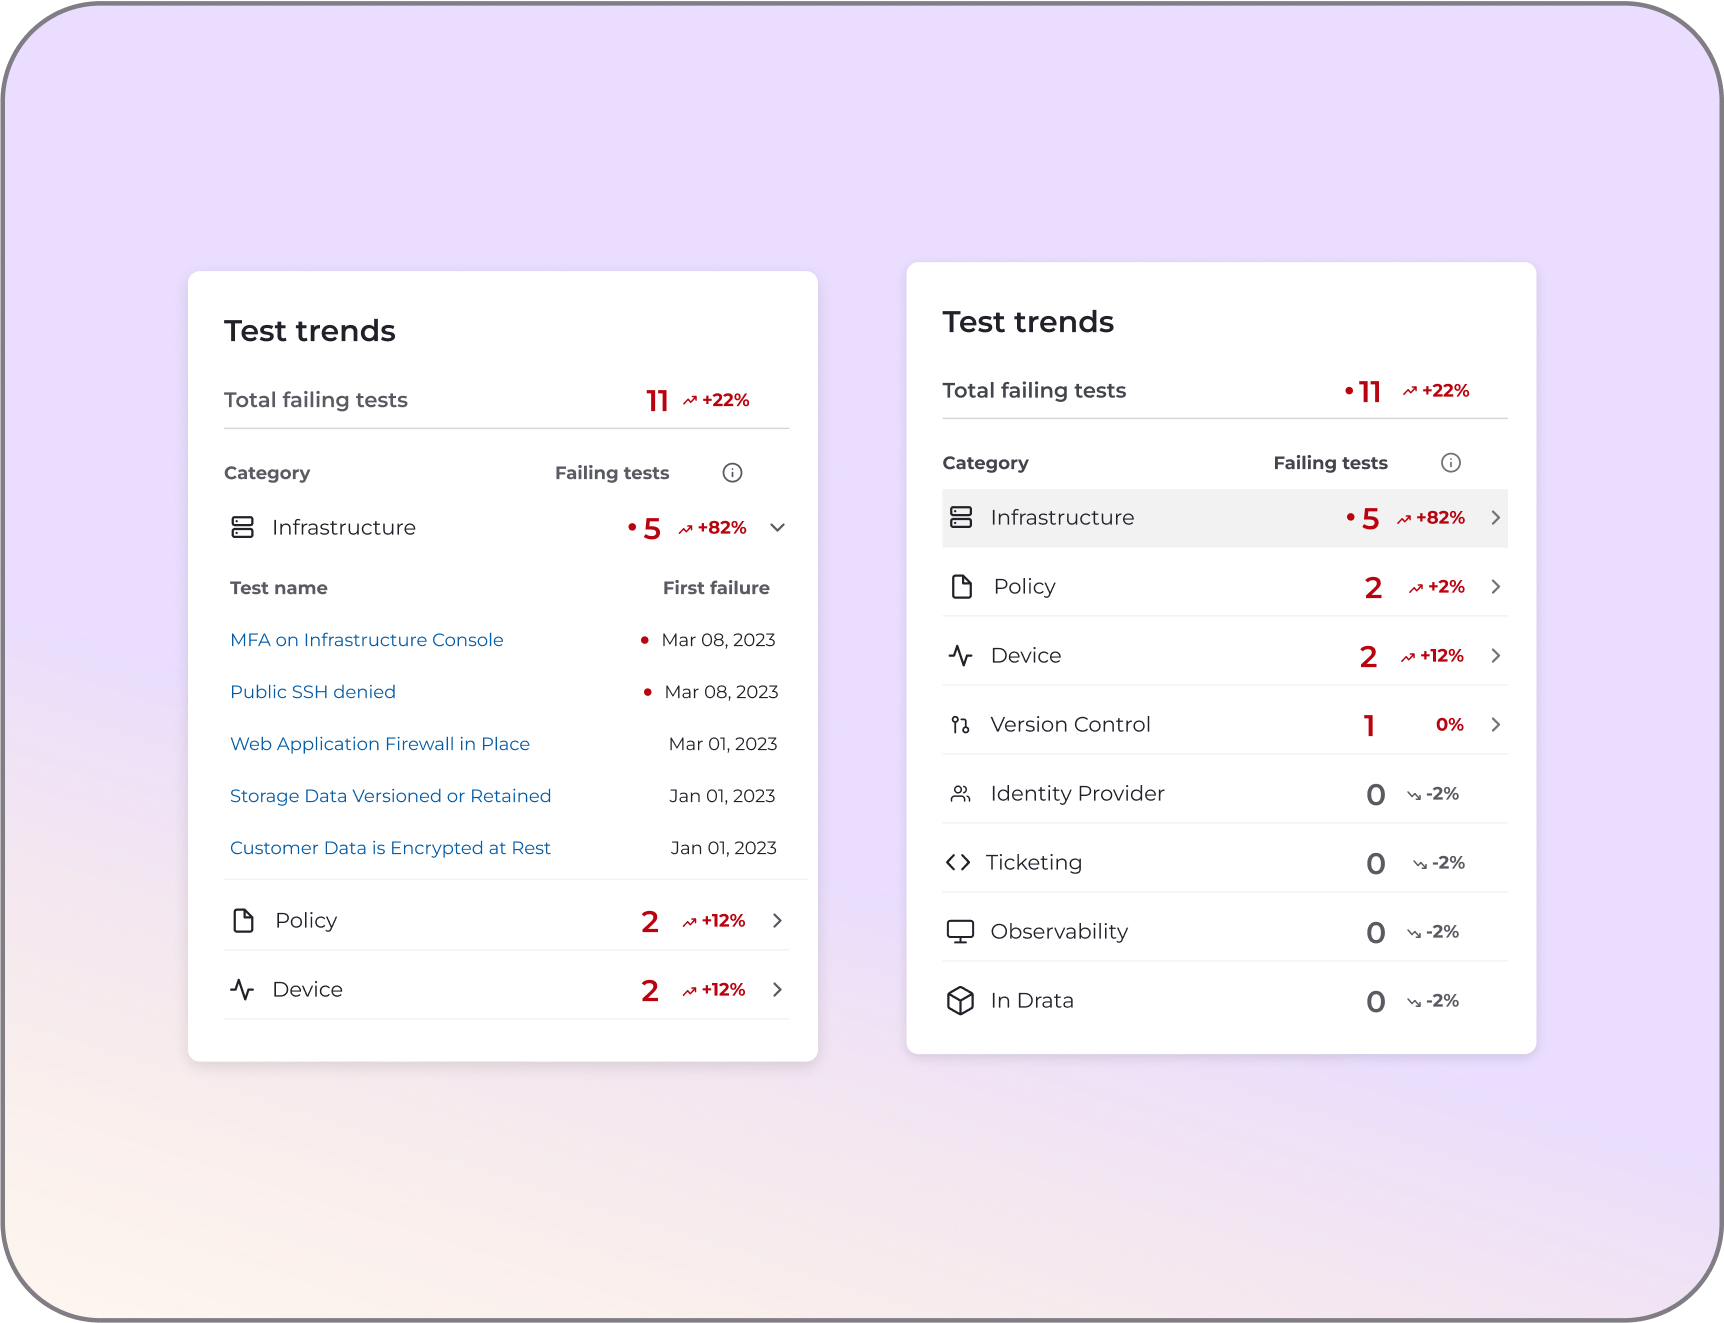 Test trends
Total failing tests 11 +22%
Category Failing tests
Infrastructure 5 +82%
Test name First failure
MFA on Infrastructure Console Mar 08, 2023
Public SSH denied Mar 08, 2023
Web Application Firewall in Place Mar 01, 2023
Storage Data Versioned or Retained Jan 01, 2023
Customer Data is Encrypted at Rest Jan 01, 2023
Policy 2 +12%
Device 2 +12%
Test trends
Total failing tests 11 +22%
Category Failing tests
Infrastructure 5 +82%
Policy 2 +2%
Device 2 +12%
Version Control 1 0%
Identity Provider 0 -2%
Ticketing 0 -2%
Observability 0 -2%
In Drata 0 -2%